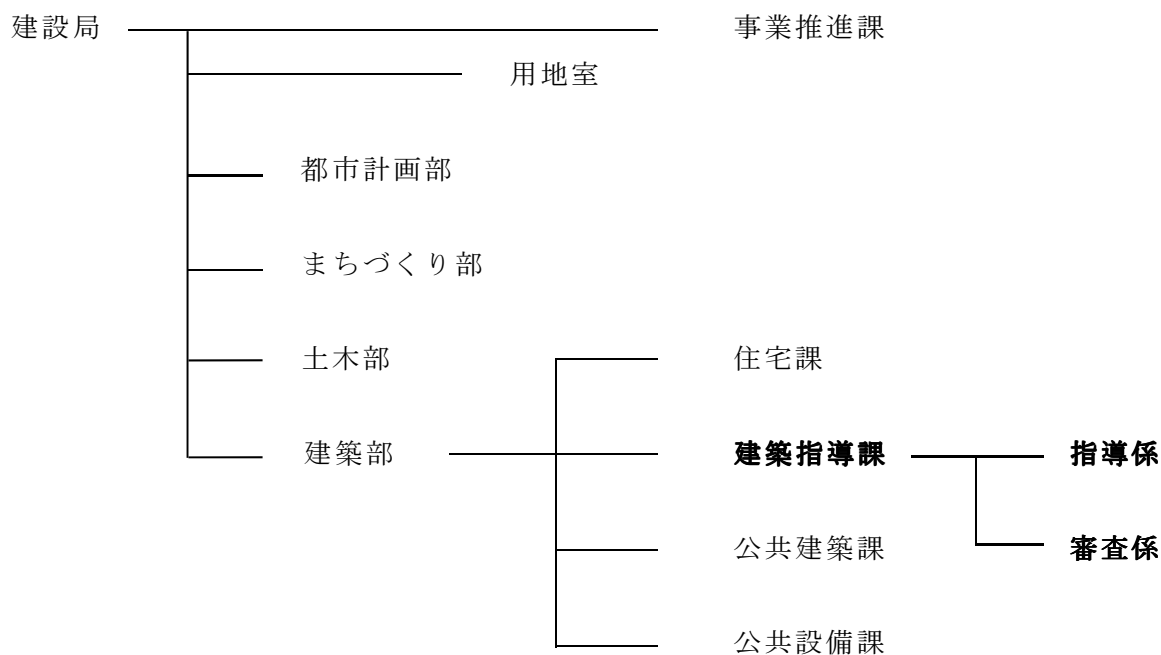 建設局 事業推進課
用地室
都市計画部
まちづくり部
土木部 住宅課
建築部 建築指導課 指導係
公共建築課 審査係
公共設備課